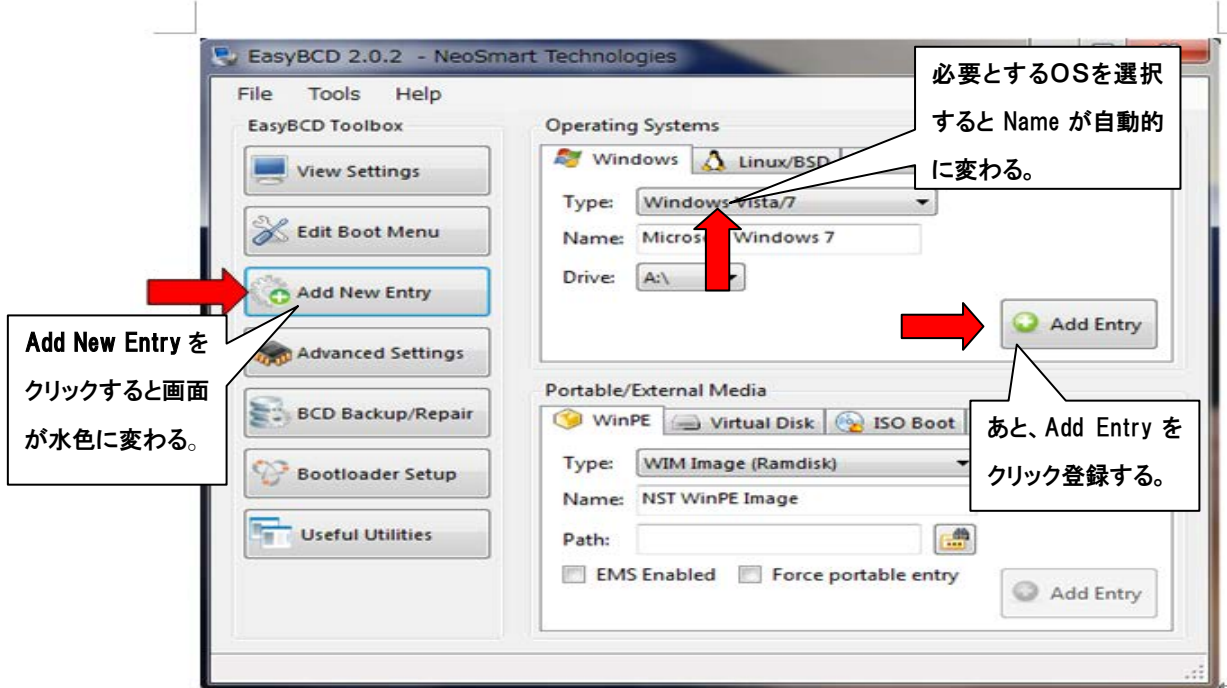 EasyBCD 2.0.2 - NeoSmart Technologies
File Tools Help
EasyBCD Toolbox
View Settings
Edit Boot Menu
Add New Entry
Advanced Settings
BCD Backup/Repair
Bootloader Setup
Useful Utilities
Operating Systems
Windows Linux/BSD
Type: Windows Vista/7
Name: Windows 7
Drive: A:\
Add Entry
Portable/External Media
WinPE Virtual Disk ISO Boot
Type: WIM Image (Ramdisk)
Name: NST WinPE Image
Path:
EMS Enabled Force portable entry
Add Entry
必要とするOSを選択
すると Name が自動的
に変わる。
Add New Entry を
クリックすると画面
が水色に変わる。
あと、Add Entry を
クリック登録する。